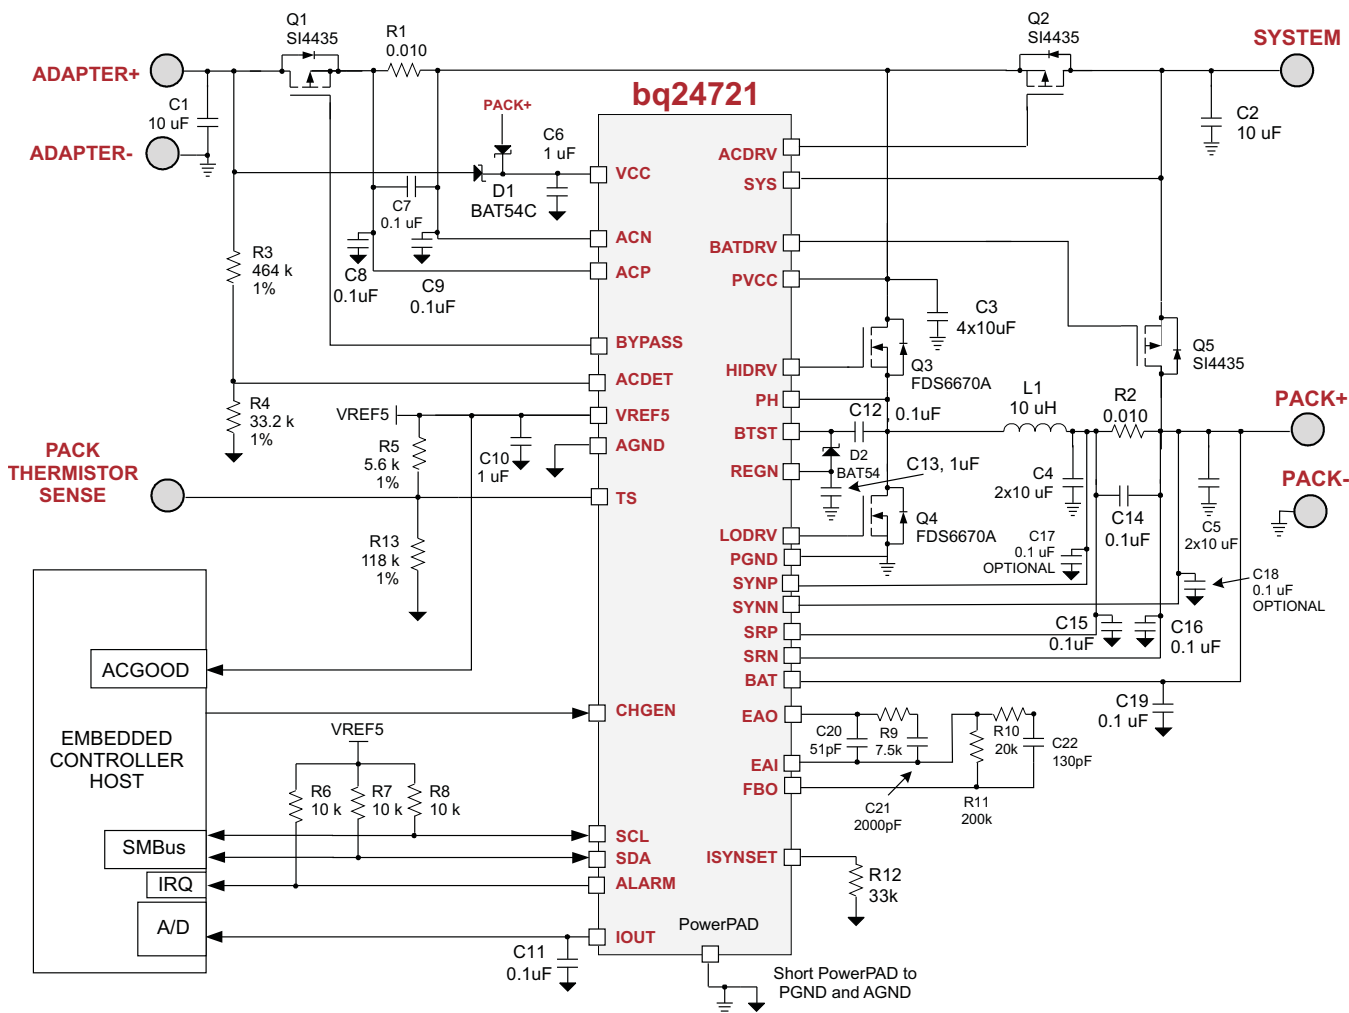 Q1
SI4435
R1
0.010
Q2
SI4435
SYSTEM
ADAPTER+
C1
10 uF
ADAPTER-
PACK+
C6
1 uF
bq24721
C2
10 uF
D1
BAT54C
C7
0.1 uF
R3
464 k
1%
C8
0.1uF
C9
0.1uF
VCC
ACN
ACP
BYPASS
ACDET
VREF5
AGND
TS
CHGEN
SCL
SDA
ALARM
IOUT
ACDRV
SYS
BATDRV
PVCC
HIDRV
PH
BTST
REGN
LODRV
PGND
SYNP
SYNN
SRP
SRN
BAT
EAO
EAI
FBO
ISYNSET
PowerPAD
C3
4x10uF
Q3
FDS6670A
Q5
SI4435
R4
33.2 k
1%
VREF5
R5
5.6 k
1%
C10
1 uF
C12
0.1uF
L1
10 uH
R2
0.010
PACK+
D2
BAT54
C13, 1uF
C4
2x10 uF
PACK-
PACK
THERMISTOR
SENSE
Q4
FDS6670A
C17
0.1 uF
OPTIONAL
C14
0.1uF
C5
2x10 uF
C18
0.1 uF
OPTIONAL
R13
118 k
1%
C15
0.1uF
C16
0.1 uF
ACGOOD
EMBEDDED
CONTROLLER
HOST
VREF5
C19
0.1 uF
C20
51pF
R9
7.5k
R10
20k
C22
130pF
R6
10 k
R7
10 k
R8
10 k
C21
2000pF
R11
200k
SMBus
IRQ
A/D
R12
33k
C11
0.1uF
Short PowerPAD to
PGND and AGND